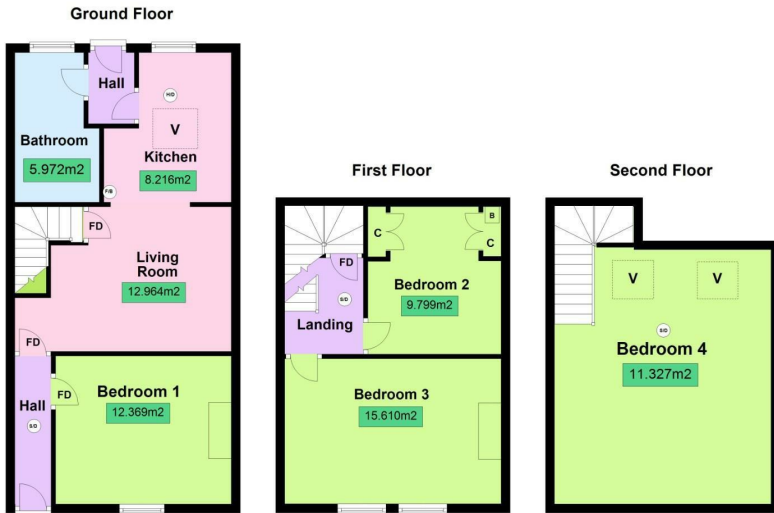 Ground Floor
Hall
H/D
V
Bathroom
5.972m2
Kitchen
8.216m2
F/B
FD
Living
Room
12.964m2
FD
Hall
FD
Bedroom 1
12.369m2
S/D
First Floor
C
B
C
FD
S/D
Bedroom 2
9.799m2
Landing
Bedroom 3
15.610m2
Second Floor
V
V
S/D
Bedroom 4
11.327m2